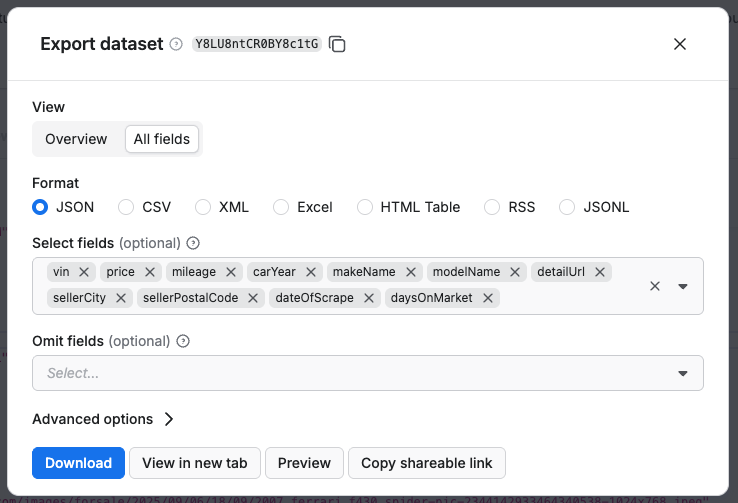 Export dataset ? Y8LU8ntCR0BY8c1tG
View
Overview All fields
Format
JSON CSV XML Excel HTML Table RSS JSONL
Select fields (optional) ?
vin price mileage carYear makeName modelName detailUrl
sellerCity sellerPostalCode dateOfScrape daysOnMarket
Omit fields (optional) ?
Select...
Advanced options
Download View in new tab Preview Copy shareable link